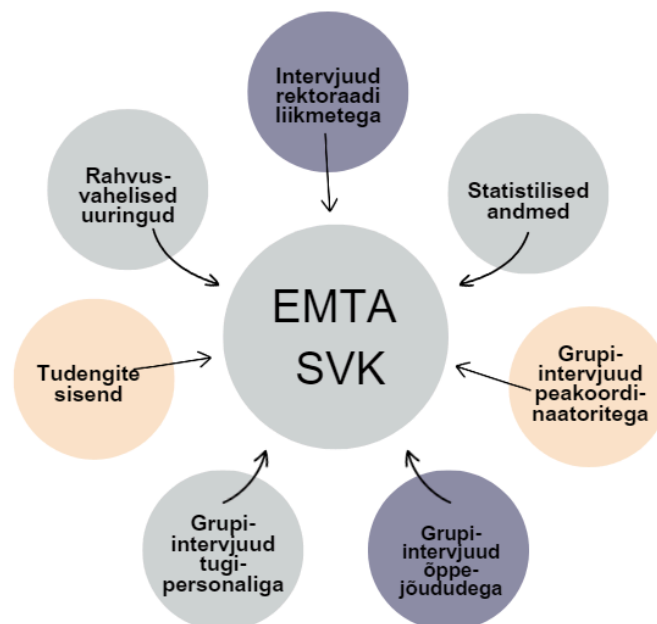 Intervjuud
rektoraadi
liikmetega
Rahvus-
vahelised
uuringud
Statistilised
andmed
EMTA
SVK
Tudengite
sisend
Grupi-
intervjuud
peakoordi-
naatoritega
Grupi-
intervjuud
tugi-
personaliga
Grupi-
intervjuud
õppe-
jõududega